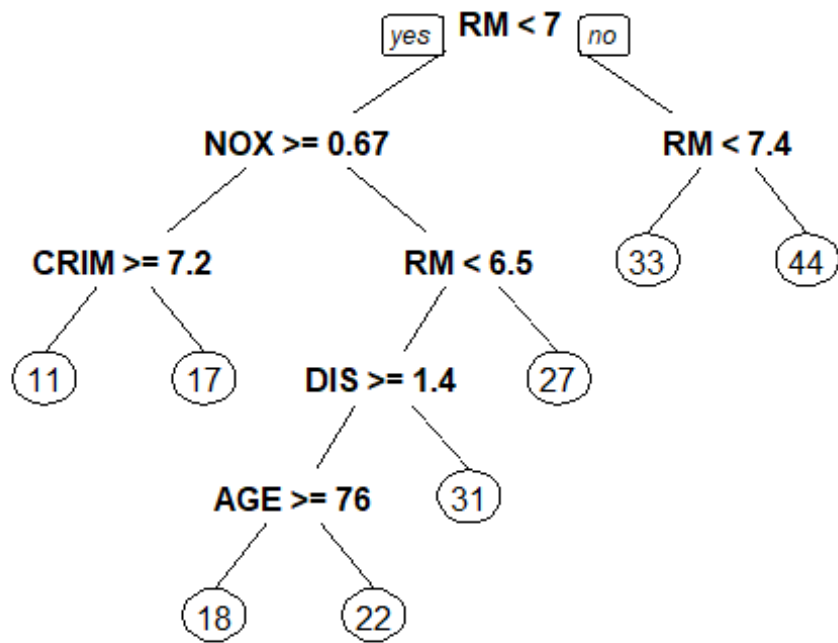 yes RM < 7 no
NOX >= 0.67 RM < 7.4
CRIM >= 7.2 RM < 6.5 33 44
11 17 DIS >= 1.4 27
AGE >= 76 31
18 22